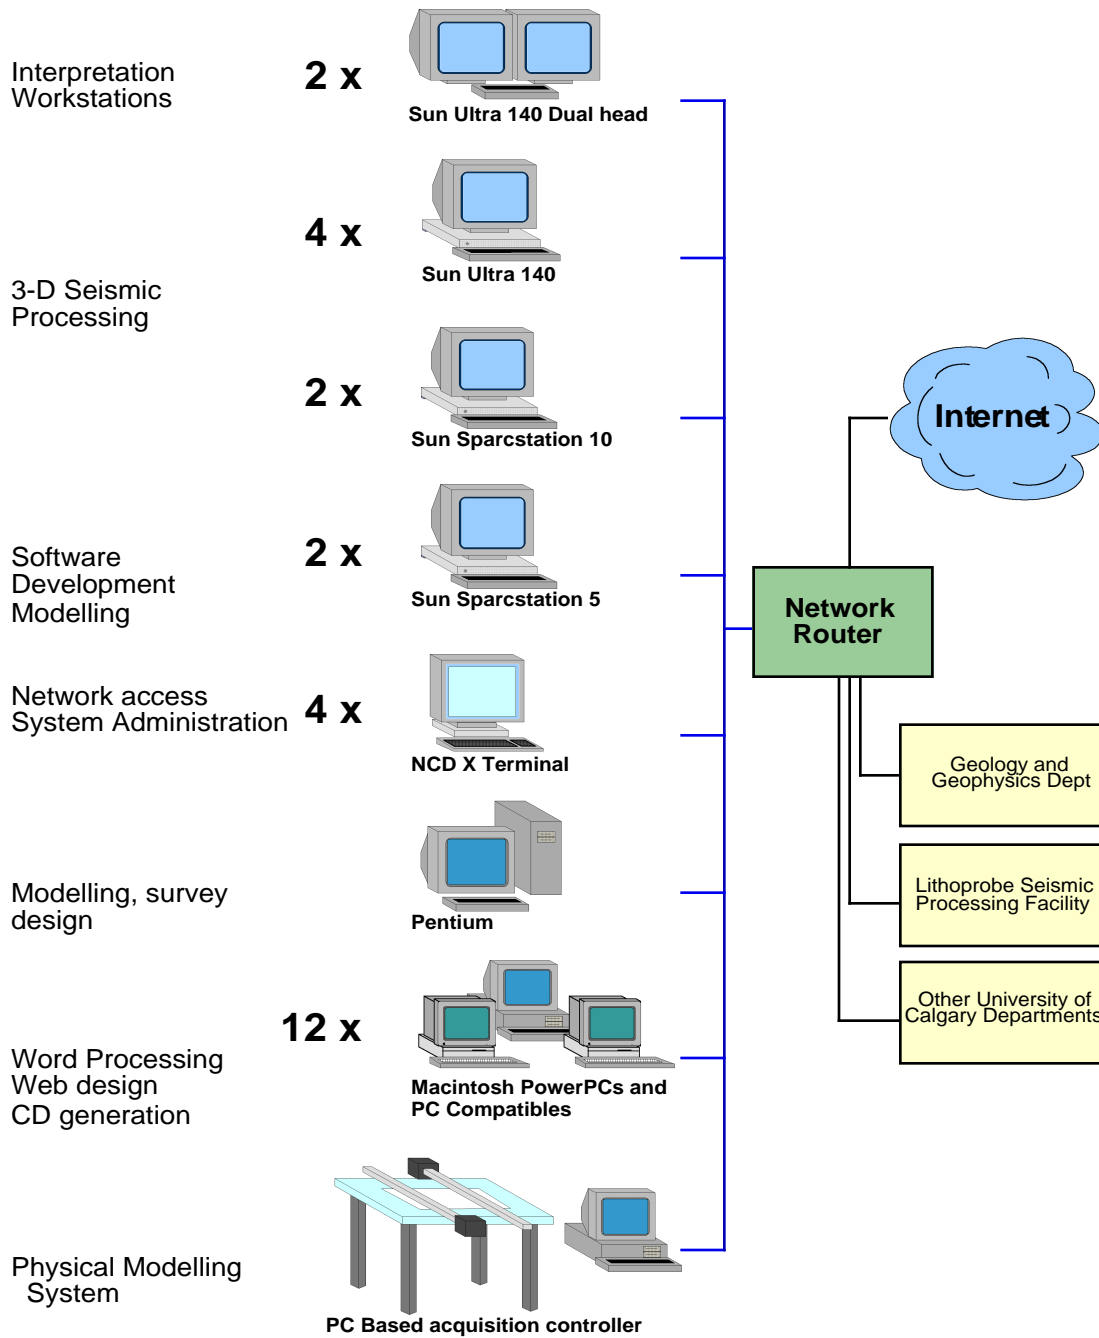 Interpretation
Workstations
2 x
Sun Ultra 140 Dual head
4 x
Sun Ultra 140
3-D Seismic
Processing
2 x
Sun Sparcstation 10
Internet
Software
Development
Modelling
2 x
Sun Sparcstation 5
Network
Router
Network access
System Administration
4 x
NCD X Terminal
Geology and
Geophysics Dept
Modelling, survey
design
Pentium
Lithoprobe Seismic
Processing Facility
12 x
Word Processing
Web design
CD generation
Macintosh PowerPCs and
PC Compatibles
Other University of
Calgary Departments
Physical Modelling
System
PC Based acquisition controller